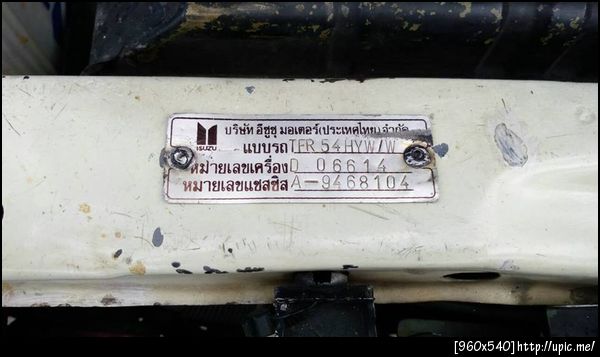 ISUZU
บริษัท อีซูซุ มอเตอร์(ประเทศไทย)จำกัด
แบบรถ TFR 54HYW/W
หมายเลขเครื่อง D 06614
หมายเลขแชสซิส A-9468104
[960x540]http://upic.me/